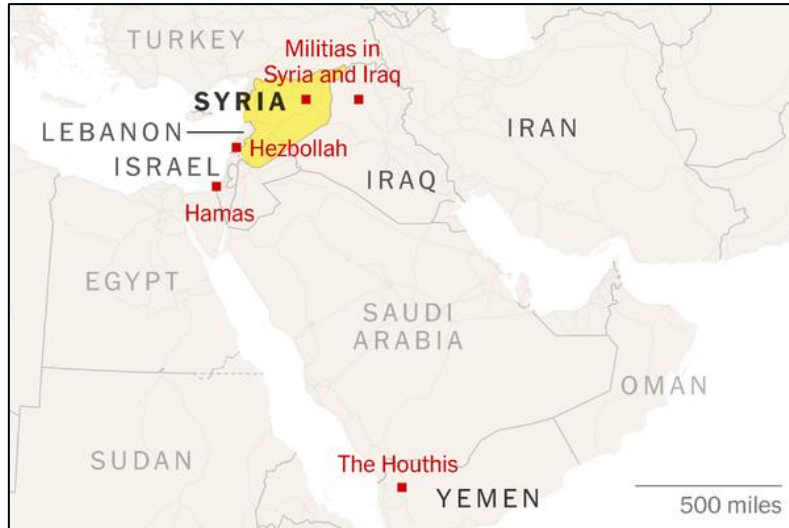 TURKEY
Militias in
Syria and Iraq
SYRIA
LEBANON
Hezbollah
ISRAEL
IRAQ
IRAN
Hamas
EGYPT
SAUDI
ARABIA
OMAN
SUDAN
The Houthis
YEMEN
500 miles